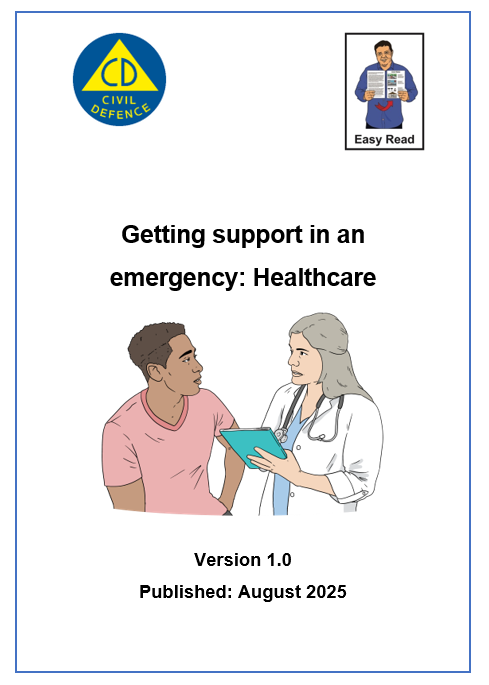 CD
CIVIL
DEFENCE
Easy Read
Getting support in an
emergency: Healthcare
Version 1.0
Published: August 2025